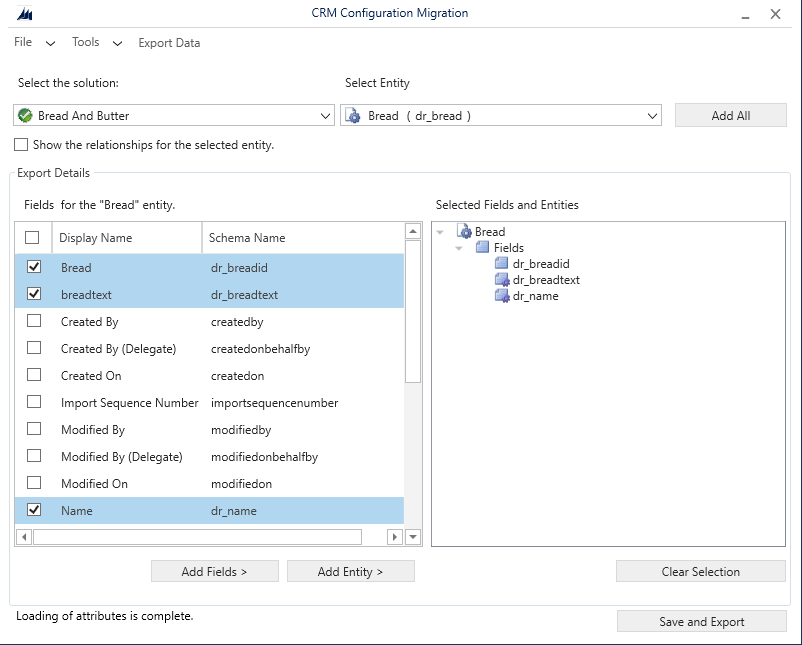 CRM Configuration Migration
File Tools Export Data
Select the solution: Select Entity
Bread And Butter Bread ( dr_bread ) Add All
Show the relationships for the selected entity.
Export Details
Fields for the "Bread" entity. Selected Fields and Entities
Display Name Schema Name
Bread dr_breadid
breadtext dr_breadtext
Created By createdby
Created By (Delegate) createdonbehalfby
Created On createdon
Import Sequence Number importsequencenumber
Modified By modifiedby
Modified By (Delegate) modifiedonbehalfby
Modified On modifiedon
Name dr_name
Bread
Fields
dr_breadid
dr_breadtext
dr_name
Add Fields > Add Entity > Clear Selection
Loading of attributes is complete.
Save and Export